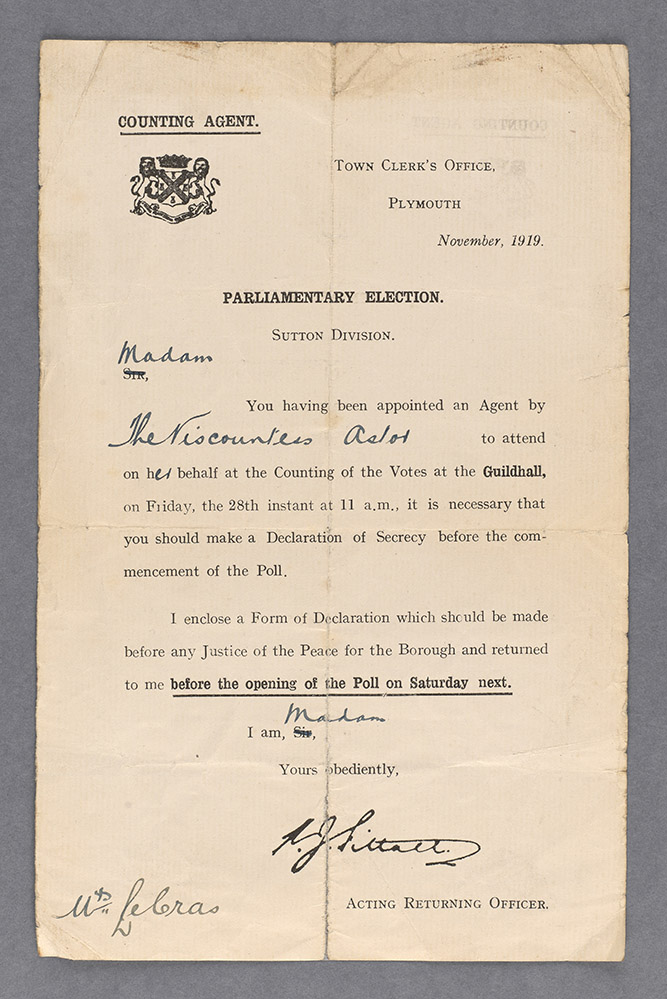 COUNTING AGENT.
TOWN CLERK'S OFFICE,
PLYMOUTH
November, 1919.
PARLIAMENTARY ELECTION.
SUTTON DIVISION.
Madam
SIR,
You having been appointed an Agent by
The Viscountess Astor to attend
on her behalf at the Counting of the Votes at the Guildhall,
on Friday, the 28th instant at 11 a.m., it is necessary that
you should make a Declaration of Secrecy before the com-
mencement of the Poll.
I enclose a Form of Declaration which should be made
before any Justice of the Peace for the Borough and returned
to me before the opening of the Poll on Saturday next.
Madam
I am, Sir,
Yours obediently,
ACTING RETURNING OFFICER.